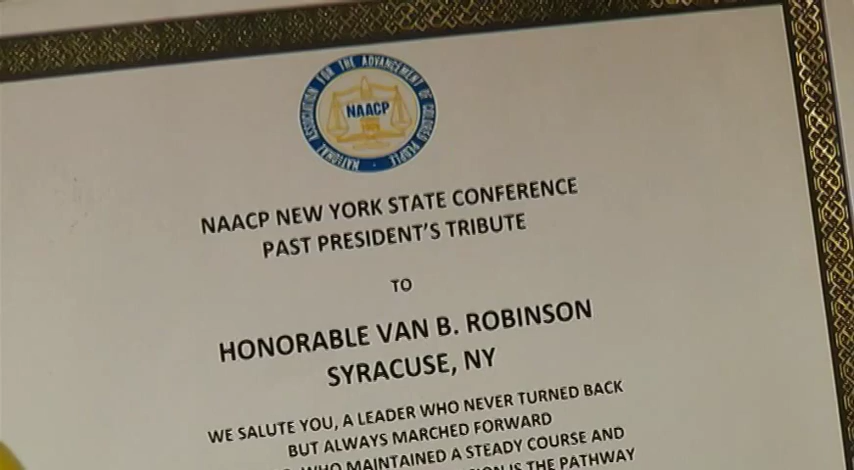 NATIONAL ASSOCIATION FOR THE ADVANCEMENT OF COLORED PEOPLE
NAACP
NAACP NEW YORK STATE CONFERENCE
PAST PRESIDENT'S TRIBUTE
TO
HONORABLE VAN B. ROBINSON
SYRACUSE, NY
WE SALUTE YOU, A LEADER WHO NEVER TURNED BACK
BUT ALWAYS MARCHED FORWARD
WHO MAINTAINED A STEADY COURSE AND
IS THE PATHWAY